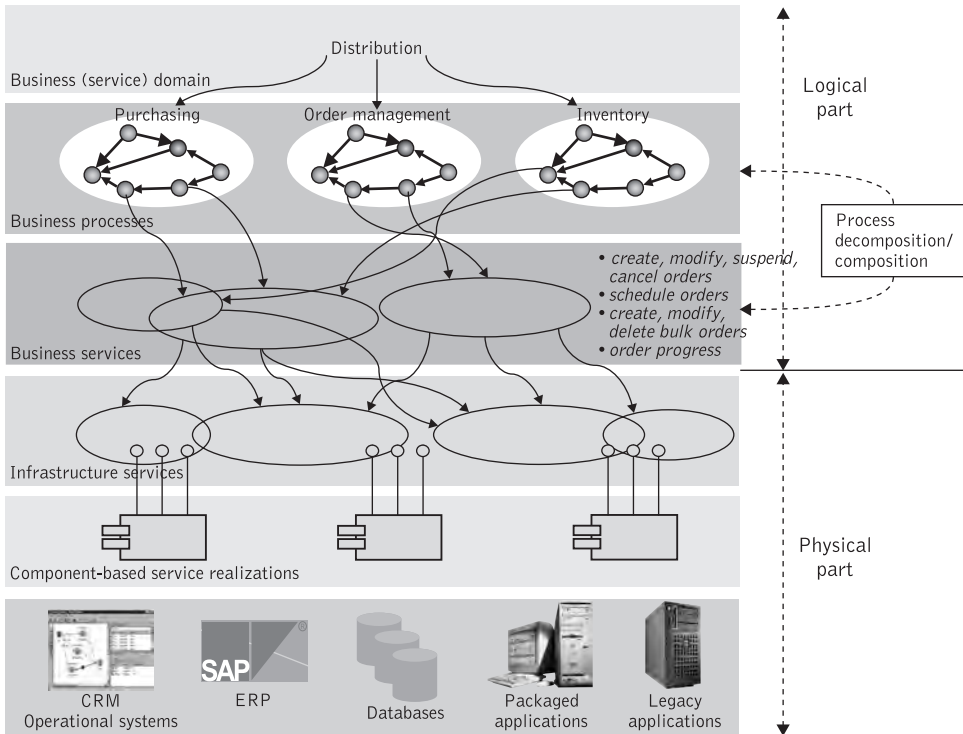 Distribution
Business (service) domain
Logical
part
Purchasing
Order management
Inventory
Business processes
Process
decomposition/
composition
• create, modify, suspend,
cancel orders
• schedule orders
• create, modify,
delete bulk orders
• order progress
Business services
Infrastructure services
Component-based service realizations
Physical
part
SAP
®
CRM
ERP
Databases
Packaged
applications
Legacy
applications
Operational systems